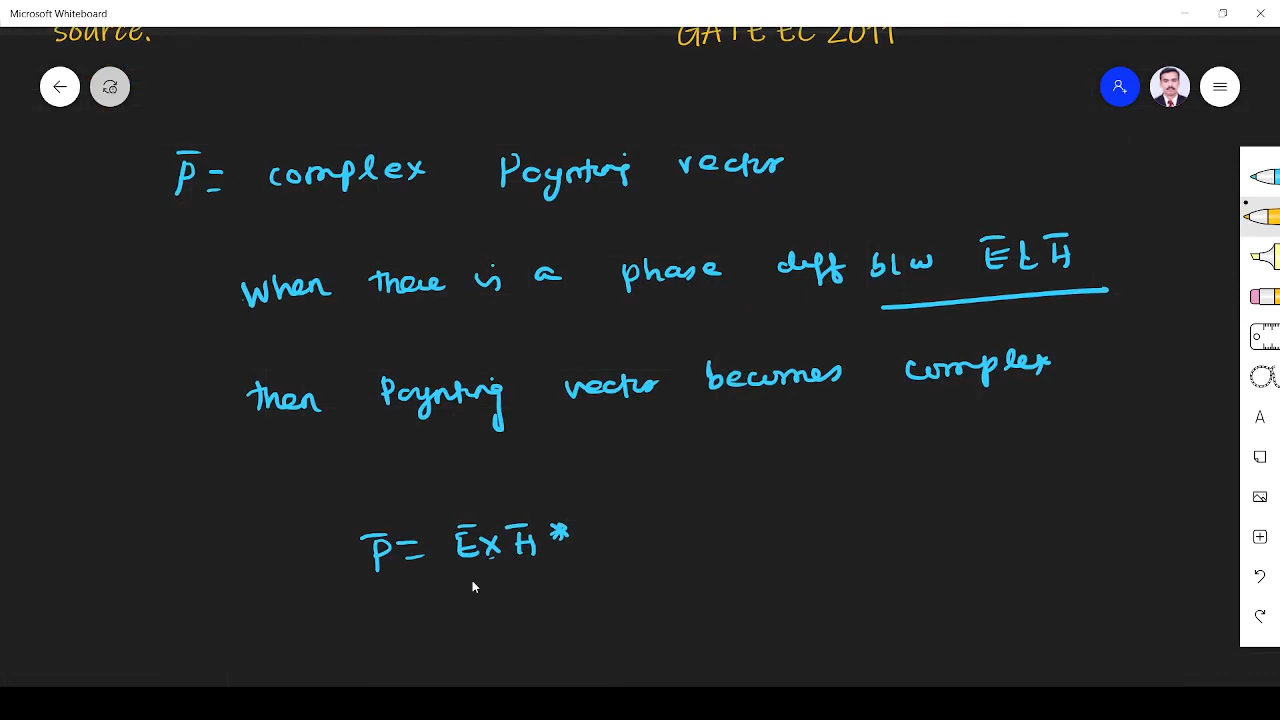 Microsoft Whiteboard
source. GATE EC 2011
P̅ = complex Poynting vector
When there is a phase diff b/w E̅ & H̅
then Poynting vector becomes complex
P̅ = E̅ X H̅ *
A